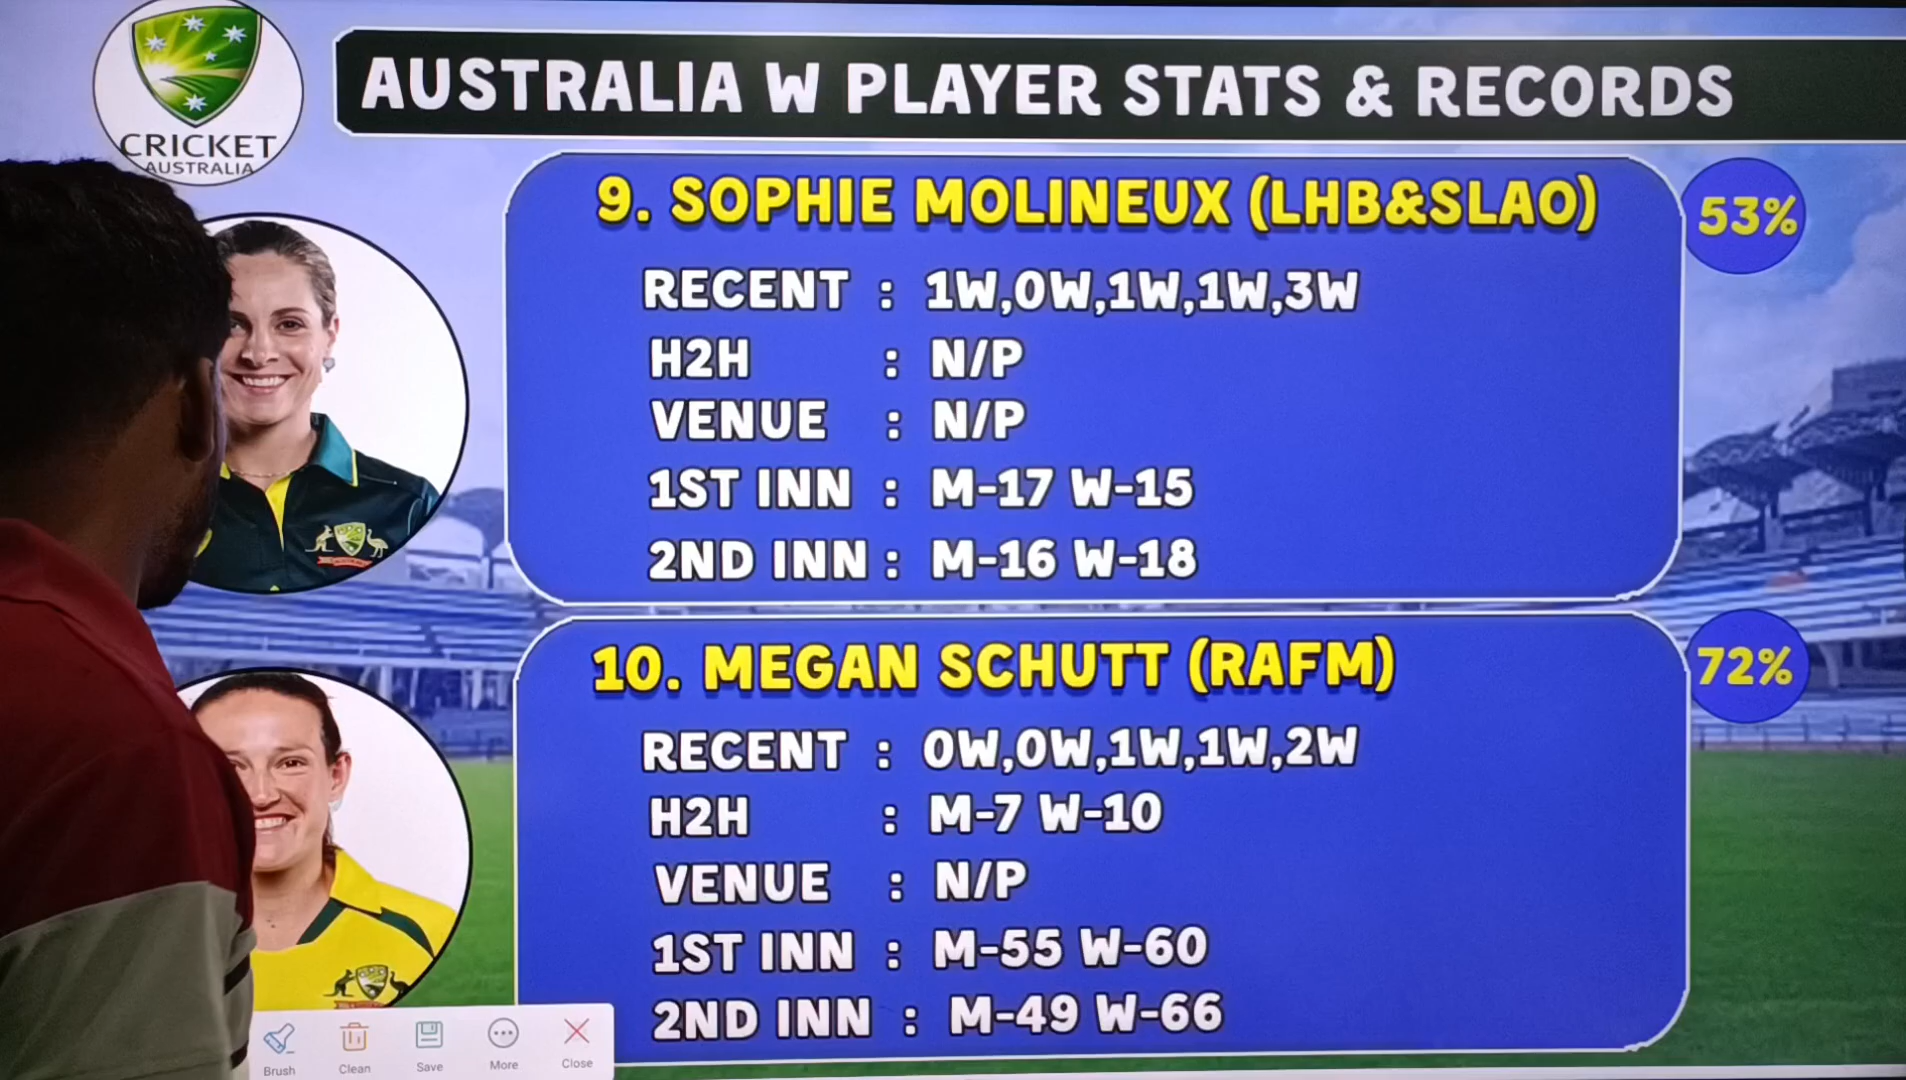 CRICKET
AUSTRALIA
AUSTRALIA W PLAYER STATS & RECORDS
9. SOPHIE MOLINEUX (LHB&SLAO)
53%
RECENT : 1W,0W,1W,1W,3W
H2H : N/P
VENUE : N/P
1ST INN : M-17 W-15
2ND INN : M-16 W-18
10. MEGAN SCHUTT (RAFM)
72%
RECENT : 0W,0W,1W,1W,2W
H2H : M-7 W-10
VENUE : N/P
1ST INN : M-55 W-60
2ND INN : M-49 W-66
Brush Clean Save More Close